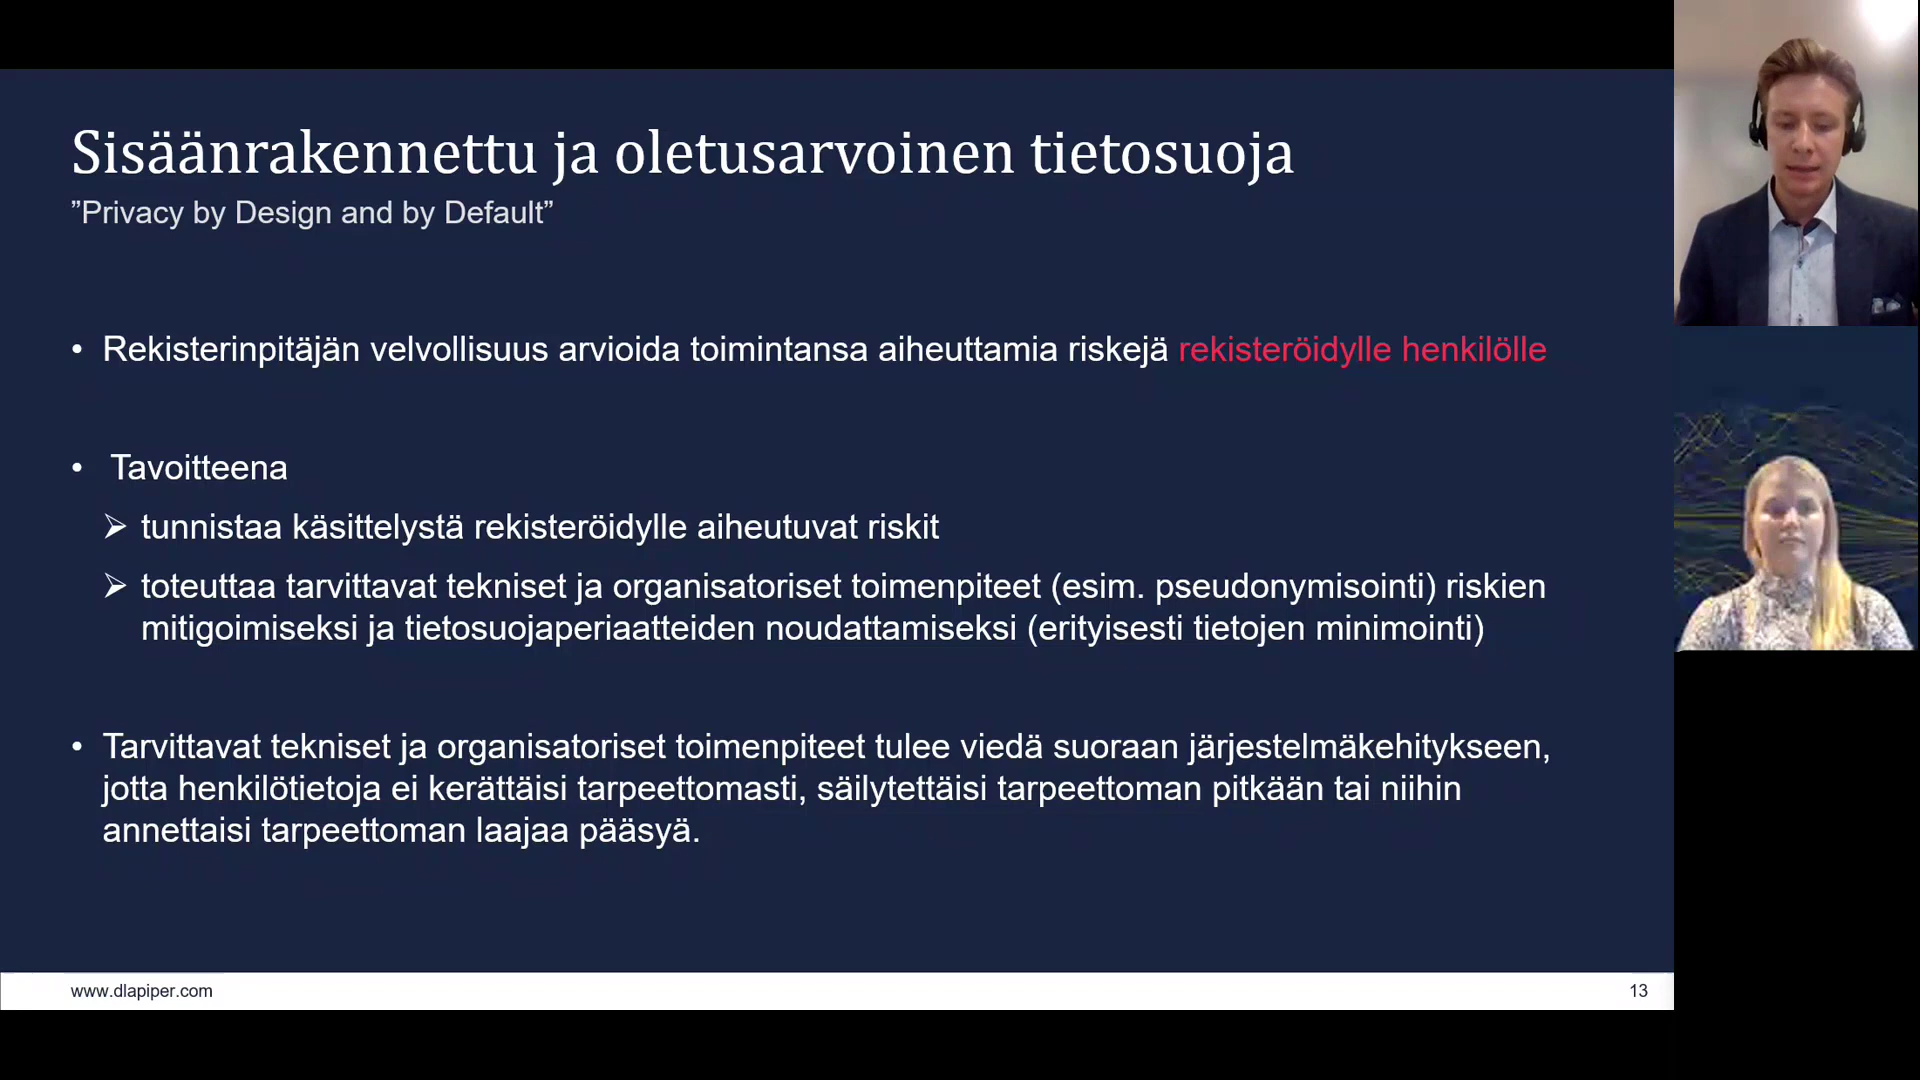 Sisäänrakennettu ja oletusarvoinen tietosuoja
”Privacy by Design and by Default”
• Rekisterinpitäjän velvollisuus arvioida toimintansa aiheuttamia riskejä rekisteröidylle henkilölle
• Tavoitteena
➢ tunnistaa käsittelystä rekisteröidylle aiheutuvat riskit
➢ toteuttaa tarvittavat tekniset ja organisatoriset toimenpiteet (esim. pseudonymisointi) riskien
mitigoimiseksi ja tietosuojaperiaatteiden noudattamiseksi (erityisesti tietojen minimointi)
• Tarvittavat tekniset ja organisatoriset toimenpiteet tulee viedä suoraan järjestelmäkehitykseen,
jotta henkilötietoja ei kerättäisi tarpeettomasti, säilytettäisi tarpeettoman pitkään tai niihin
annettaisi tarpeettoman laajaa pääsyä.
www.dlapiper.com
13